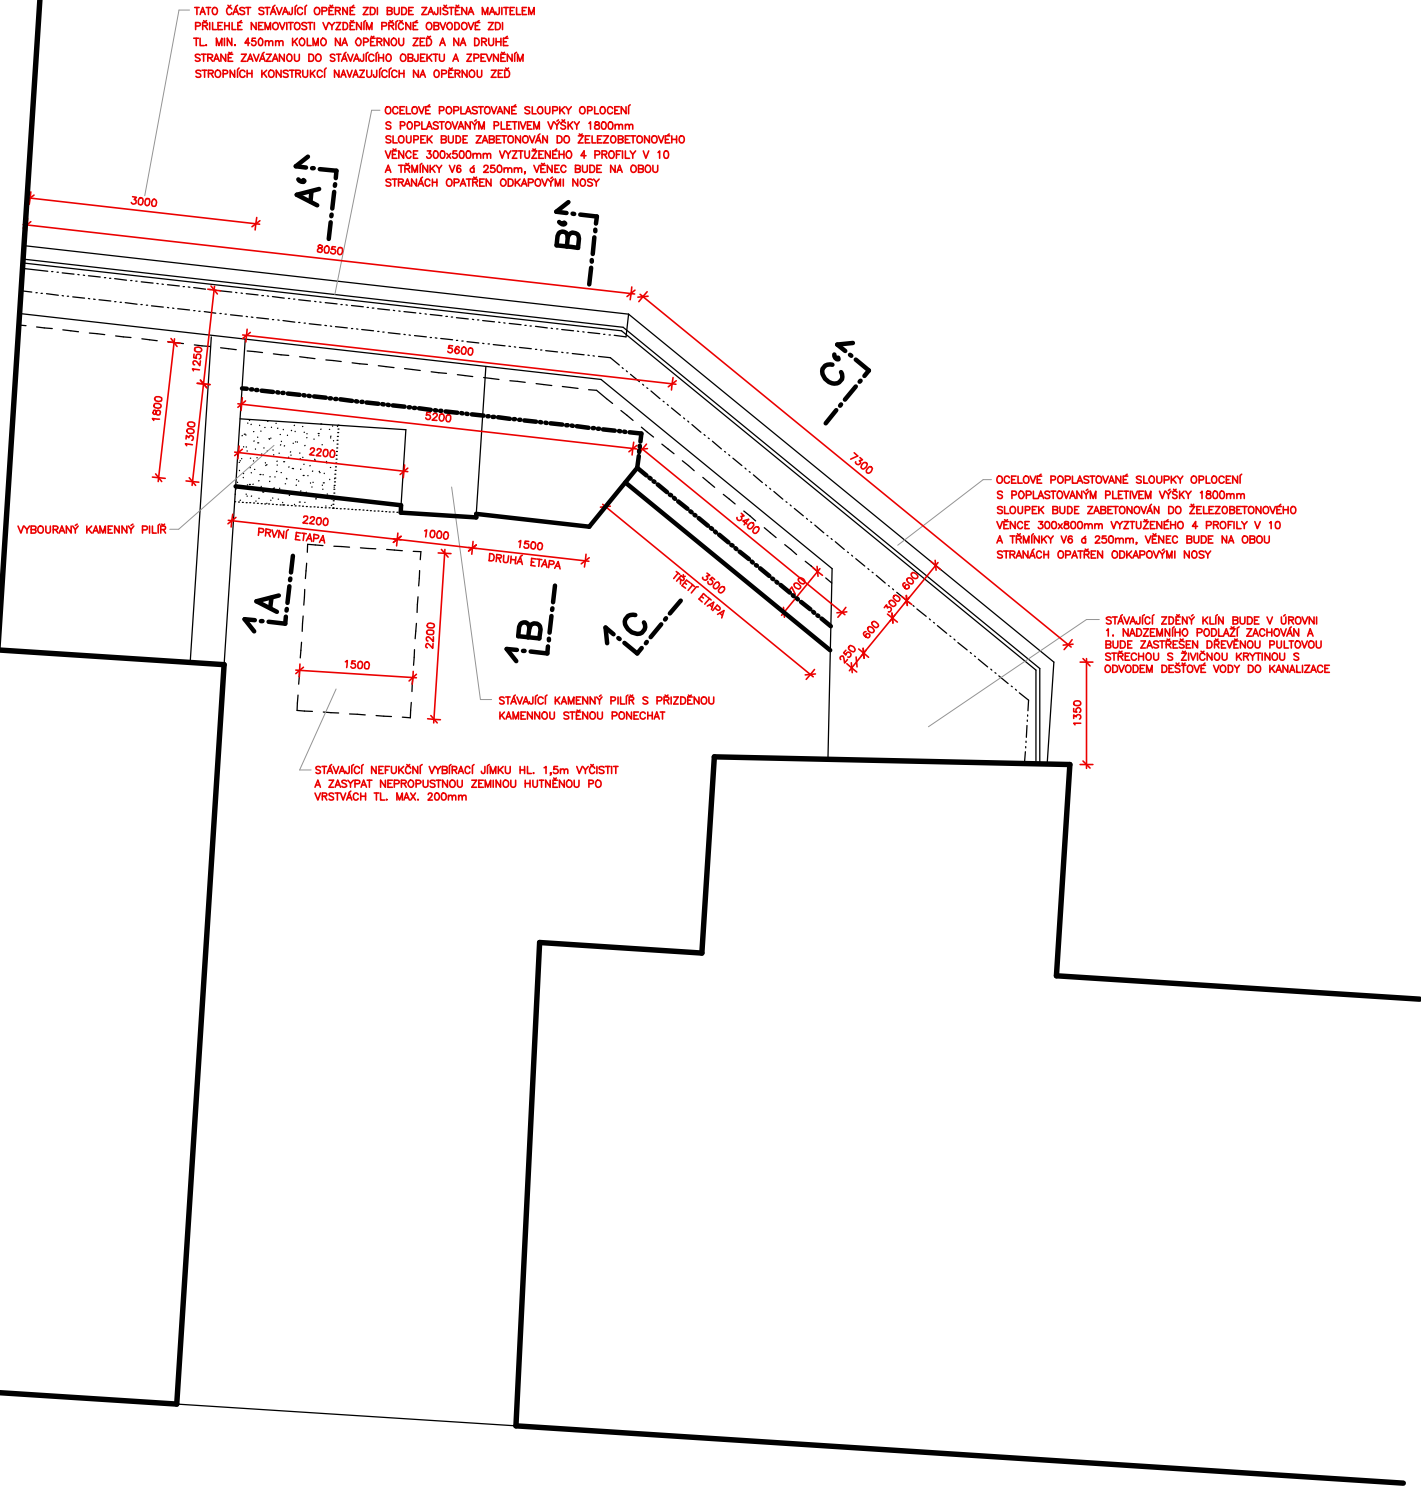 TATO ČÁST STÁVAJÍCÍ OPĚRNÉ ZDI BUDE ZAJIŠTĚNA MAJITELEM
PŘILEHLÉ NEMOVITOSTI VYZDĚNÍM PŘÍČNÉ OBVODOVÉ ZDI
TL. MIN. 450mm KOLMO NA OPĚRNOU ZEĎ A NA DRUHÉ
STRANĚ ZAVÁZANOU DO STÁVAJÍCÍHO OBJEKTU A ZPEVNĚNÍM
STROPNÍCH KONSTRUKCÍ NAVAZUJÍCÍCH NA OPĚRNOU ZEĎ
OCELOVÉ POPLASTOVANÉ SLOUPKY OPLOCENÍ
S POPLASTOVANÝM PLETIVEM VÝŠKY 1800mm
SLOUPEK BUDE ZABETONOVÁN DO ŽELEZOBETONOVÉHO
VĚNCE 300x500mm VYZTUŽENÉHO 4 PROFILY V 10
A TŘMÍNKY V6 á 250mm, VĚNEC BUDE NA OBOU
STRANÁCH OPATŘEN ODKAPOVÝMI NOSY
A'
B'
C'
3000
8050
5600
5200
1250
1800
1300
2200
7300
3400
OCELOVÉ POPLASTOVANÉ SLOUPKY OPLOCENÍ
S POPLASTOVANÝM PLETIVEM VÝŠKY 1800mm
SLOUPEK BUDE ZABETONOVÁN DO ŽELEZOBETONOVÉHO
VĚNCE 300x800mm VYZTUŽENÉHO 4 PROFILY V 10
A TŘMÍNKY V6 á 250mm, VĚNEC BUDE NA OBOU
STRANÁCH OPATŘEN ODKAPOVÝMI NOSY
VYBOURANÝ KAMENNÝ PILÍŘ
2200
PRVNÍ ETAPA
1000
1500
DRUHÁ ETAPA
3500
TŘETÍ ETAPA
700
600
300
600
250
A
B
C
2200
1500
1350
STÁVAJÍCÍ ZDĚNÝ KLÍN BUDE V ÚROVNI
1. NADZEMNÍHO PODLAŽÍ ZACHOVÁN A
BUDE ZASTŘEŠEN DŘEVĚNOU PULTOVOU
STŘECHOU S ŽIVIČNOU KRYTINOU S
ODVODEM DEŠŤOVÉ VODY DO KANALIZACE
STÁVAJÍCÍ KAMENNÝ PILÍŘ S PŘIZDĚNOU
KAMENNOU STĚNOU PONECHAT
STÁVAJÍCÍ NEFUKČNÍ VYBÍRACÍ JÍMKU HL. 1,5m VYČISTIT
A ZASYPAT NEPROPUSTNOU ZEMINOU HUTNĚNOU PO
VRSTVÁCH TL. MAX. 200mm